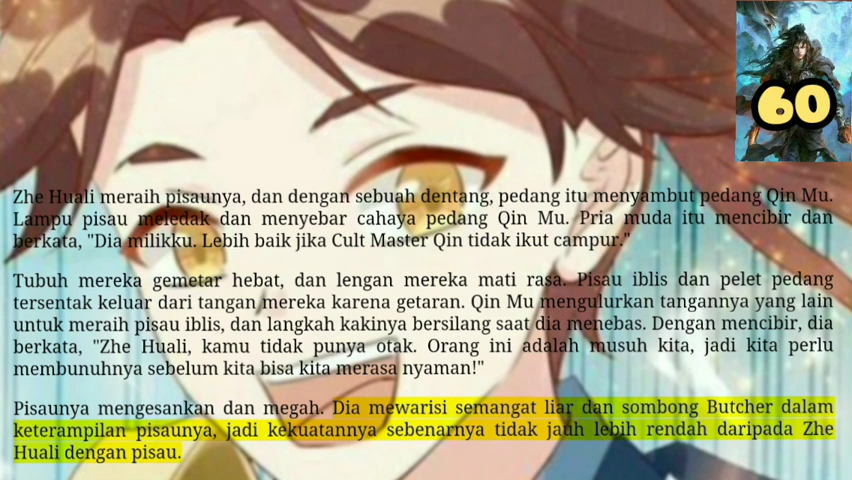 60
Zhe Huali meraih pisaunya, dan dengan sebuah dentang, pedang itu menyambut pedang Qin Mu.
Lampu pisau meledak dan menyebar cahaya pedang Qin Mu. Pria muda itu mencibir dan
berkata, "Dia milikku. Lebih baik jika Cult Master Qin tidak ikut campur."
Tubuh mereka gemetar hebat, dan lengan mereka mati rasa. Pisau iblis dan pelet pedang
tersentak keluar dari tangan mereka karena getaran. Qin Mu mengulurkan tangannya yang lain
untuk meraih pisau iblis, dan langkah kakinya bersilang saat dia menebas. Dengan mencibir, dia
berkata, "Zhe Huali, kamu tidak punya otak. Orang ini adalah musuh kita, jadi kita perlu
membunuhnya sebelum kita bisa kita merasa nyaman!"
Pisaunya mengesankan dan megah. Dia mewarisi semangat liar dan sombong Butcher dalam
keterampilan pisaunya, jadi kekuatannya sebenarnya tidak jauh lebih rendah daripada Zhe
Huali dengan pisau.